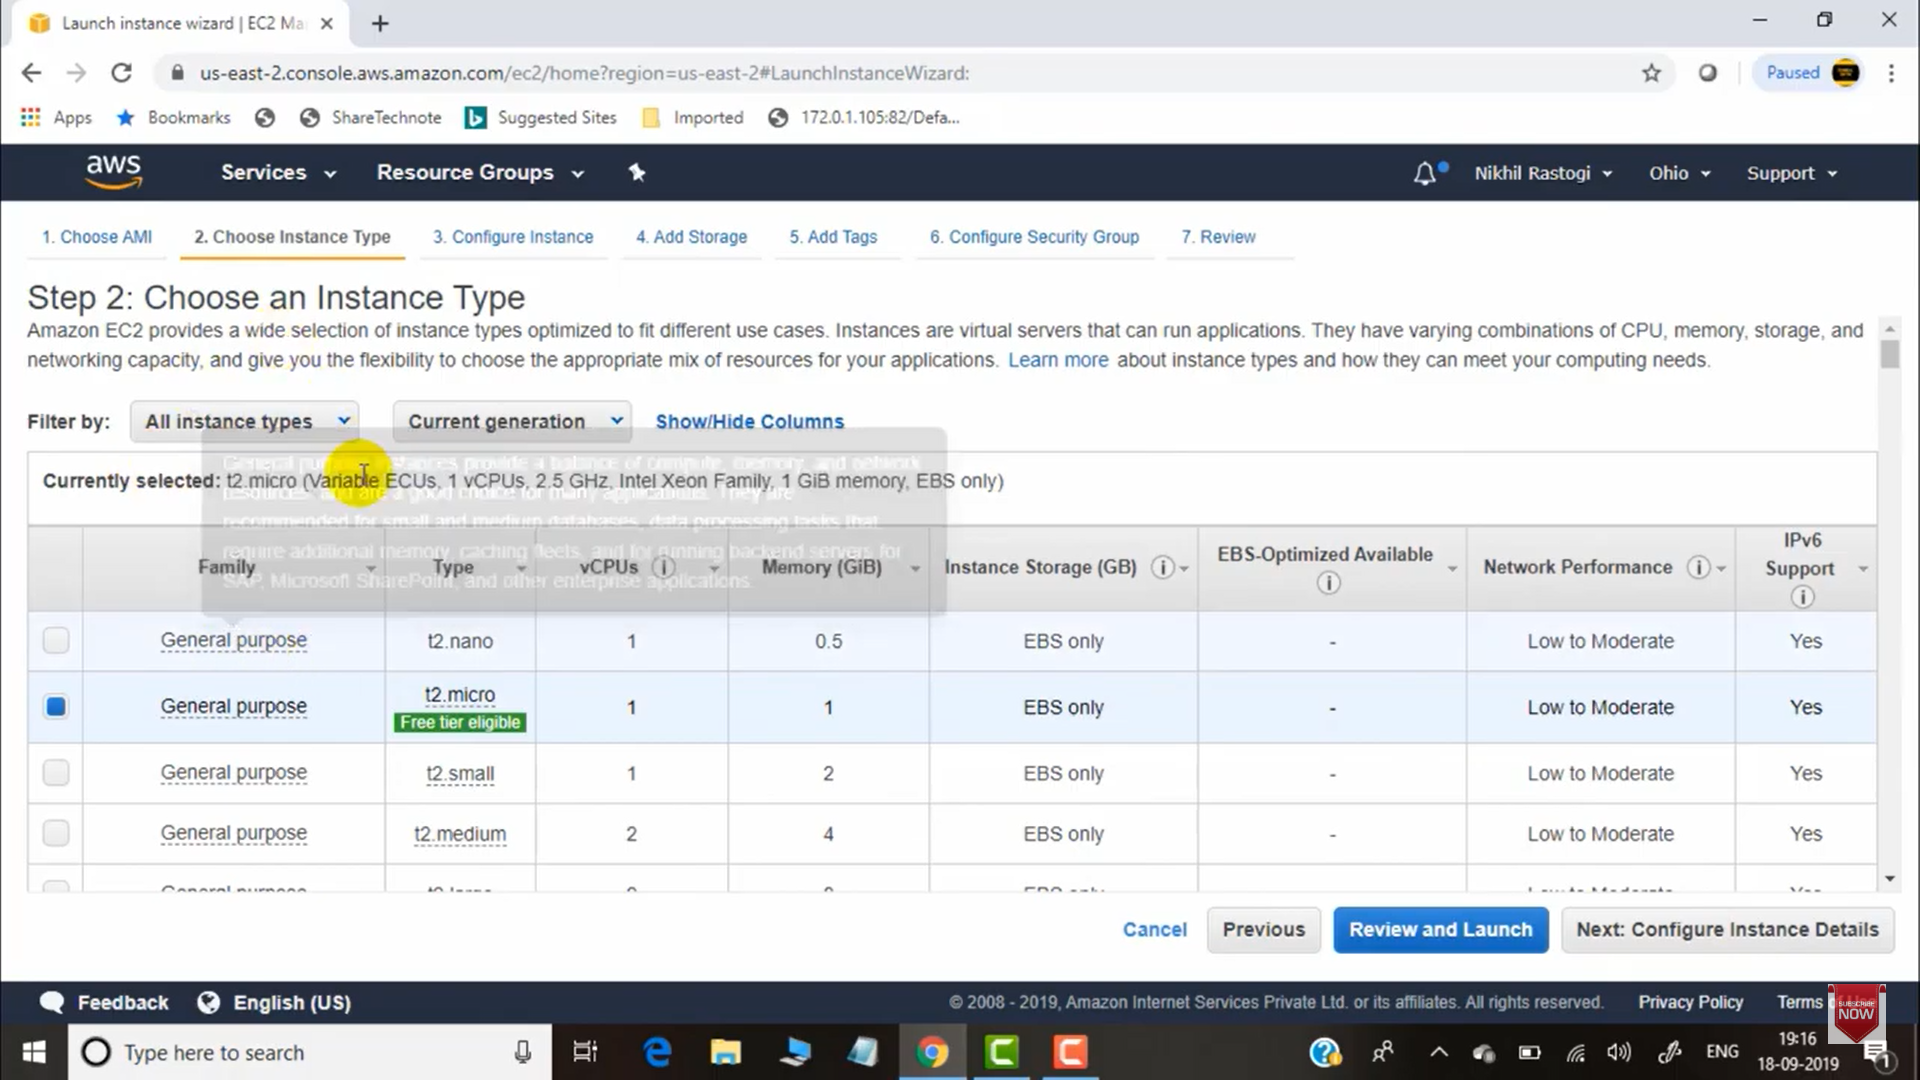 Launch instance wizard | EC2 Ma
us-east-2.console.aws.amazon.com/ec2/home?region=us-east-2#LaunchInstanceWizard:
Paused
Apps
Bookmarks
ShareTechnote
Suggested Sites
Imported
172.0.1.105:82/Defa...
aws
Services
Resource Groups
Nikhil Rastogi
Ohio
Support
1. Choose AMI
2. Choose Instance Type
3. Configure Instance
4. Add Storage
5. Add Tags
6. Configure Security Group
7. Review
Step 2: Choose an Instance Type
Amazon EC2 provides a wide selection of instance types optimized to fit different use cases. Instances are virtual servers that can run applications. They have varying combinations of CPU, memory, storage, and
networking capacity, and give you the flexibility to choose the appropriate mix of resources for your applications. Learn more about instance types and how they can meet your computing needs.
Filter by: All instance types Current generation Show/Hide Columns
General purpose instances provide a balance of compute, memory, and network
Currently selected: t2.micro (Variable ECUs, 1 vCPUs, 2.5 GHz, Intel Xeon Family, 1 GiB memory, EBS only)
resources, and are a good choice for many applications. They are
recommended for small and medium databases, data processing tasks that
require additional memory, caching fleets, and for running backend servers for
SAP, Microsoft SharePoint, and other enterprise applications.
Family Type vCPUs Memory (GiB) Instance Storage (GB) EBS-Optimized Available Network Performance IPv6 Support
General purpose t2.nano 1 0.5 EBS only - Low to Moderate Yes
General purpose t2.micro 1 1 EBS only - Low to Moderate Yes
Free tier eligible
General purpose t2.small 1 2 EBS only - Low to Moderate Yes
General purpose t2.medium 2 4 EBS only - Low to Moderate Yes
Cancel Previous Review and Launch Next: Configure Instance Details
Feedback English (US)
© 2008 - 2019, Amazon Internet Services Private Ltd. or its affiliates. All rights reserved. Privacy Policy Terms
SUBSCRIBE
NOW
Type here to search
ENG
19:16
18-09-2019
1